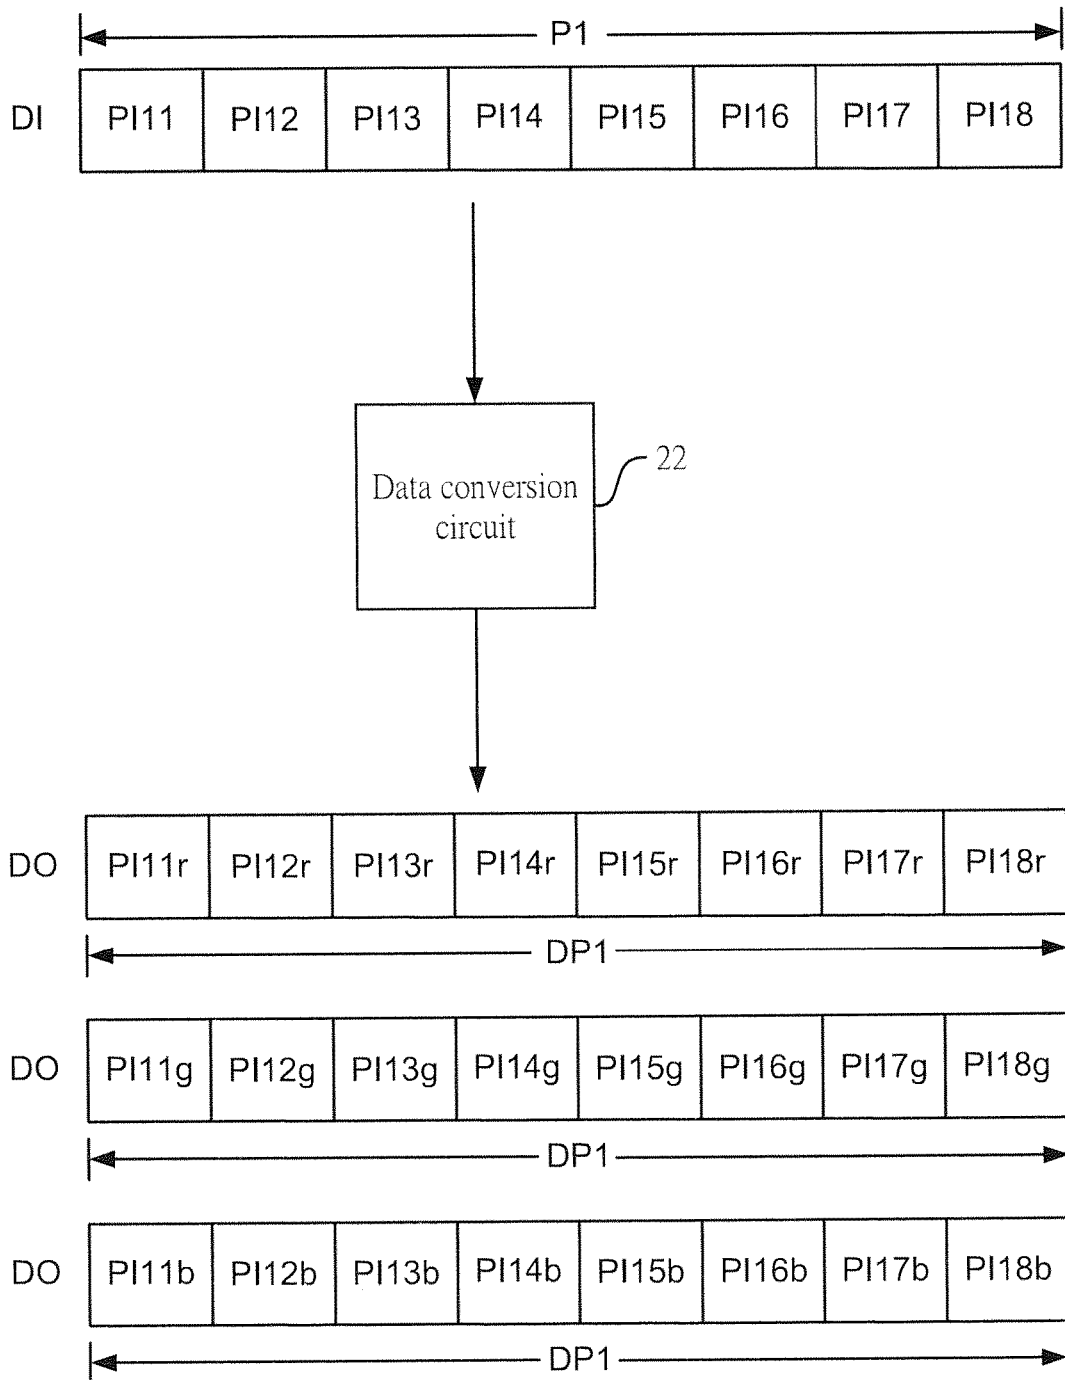 P1
DI PI11 PI12 PI13 PI14 PI15 PI16 PI17 PI18
Data conversion
circuit
22
DO PI11r PI12r PI13r PI14r PI15r PI16r PI17r PI18r
DP1
DO PI11g PI12g PI13g PI14g PI15g PI16g PI17g PI18g
DP1
DO PI11b PI12b PI13b PI14b PI15b PI16b PI17b PI18b
DP1